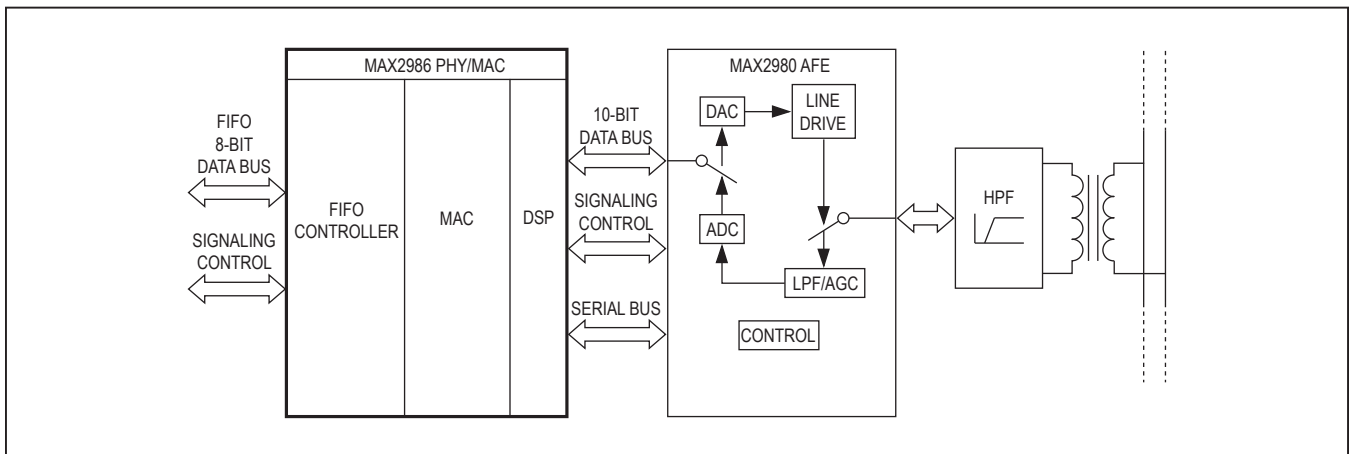 MAX2986 PHY/MAC
FIFO
8-BIT
DATA BUS
SIGNALING
CONTROL
FIFO
CONTROLLER
MAC
DSP
10-BIT
DATA BUS
SIGNALING
CONTROL
SERIAL BUS
MAX2980 AFE
DAC
LINE
DRIVE
ADC
LPF/AGC
CONTROL
HPF